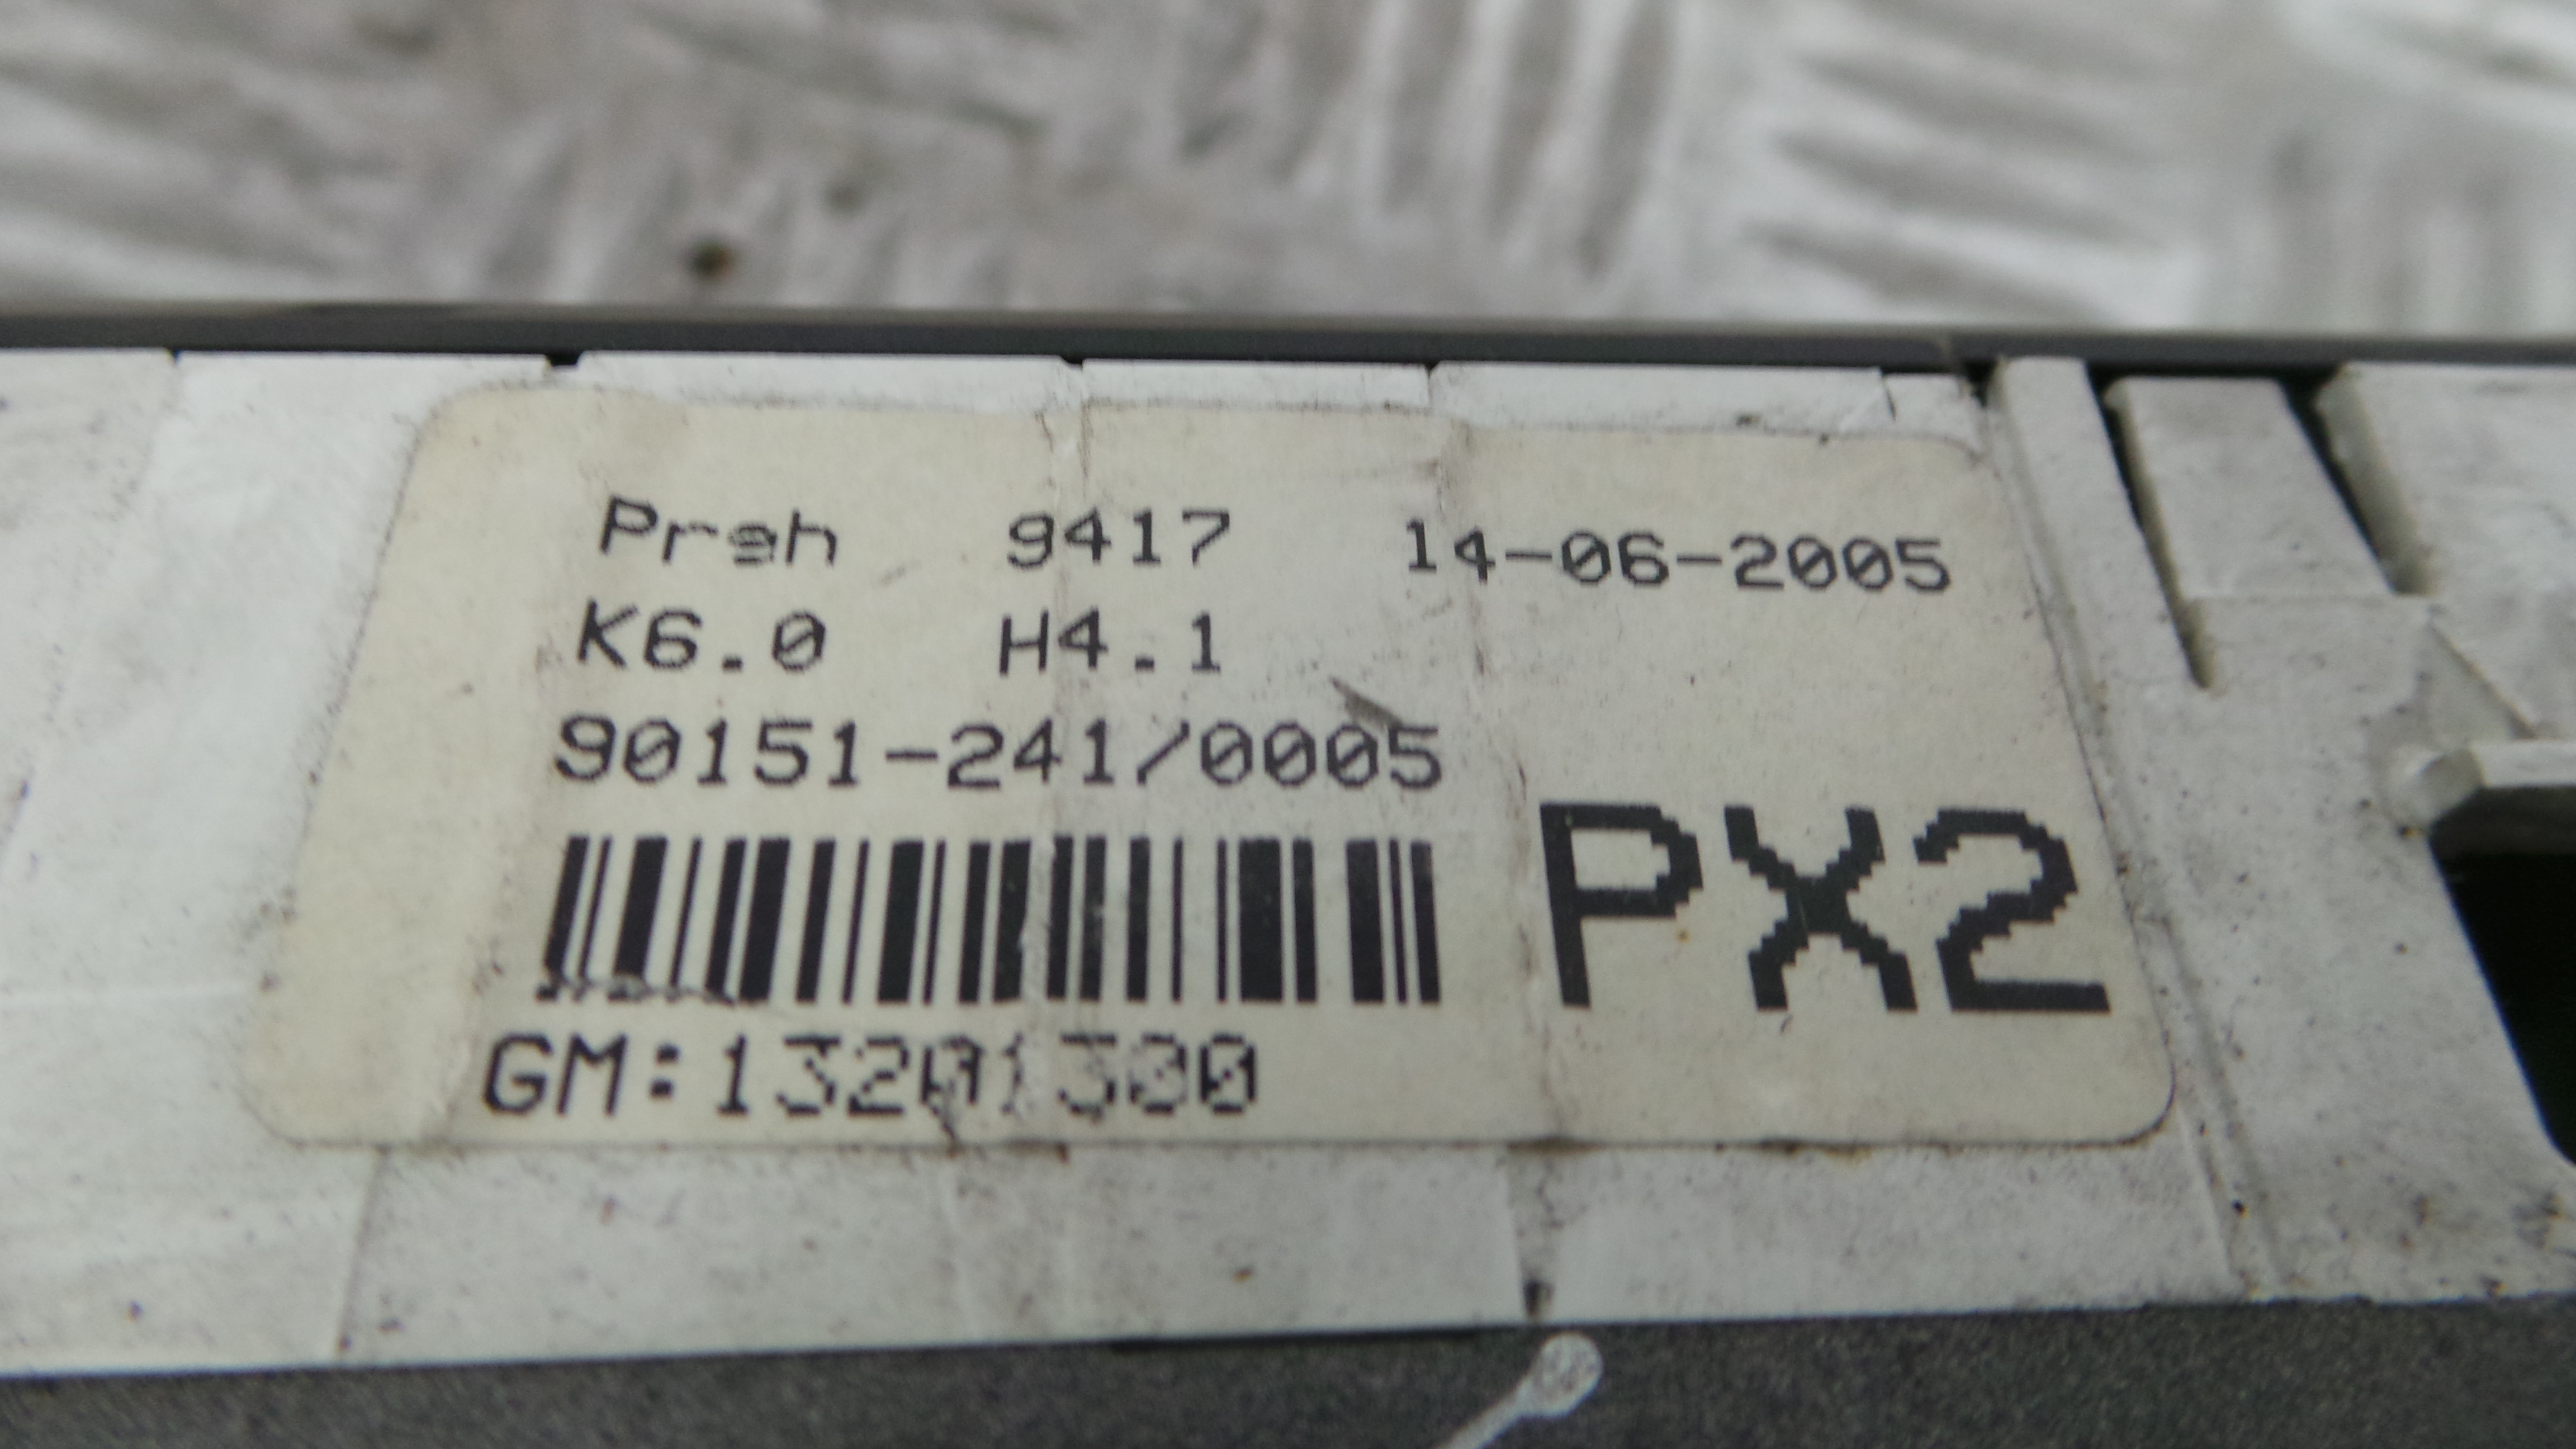 Preh 9417 14-06-2005
K6.0 H4.1
90151-241/0005
PX2
GM:13201300